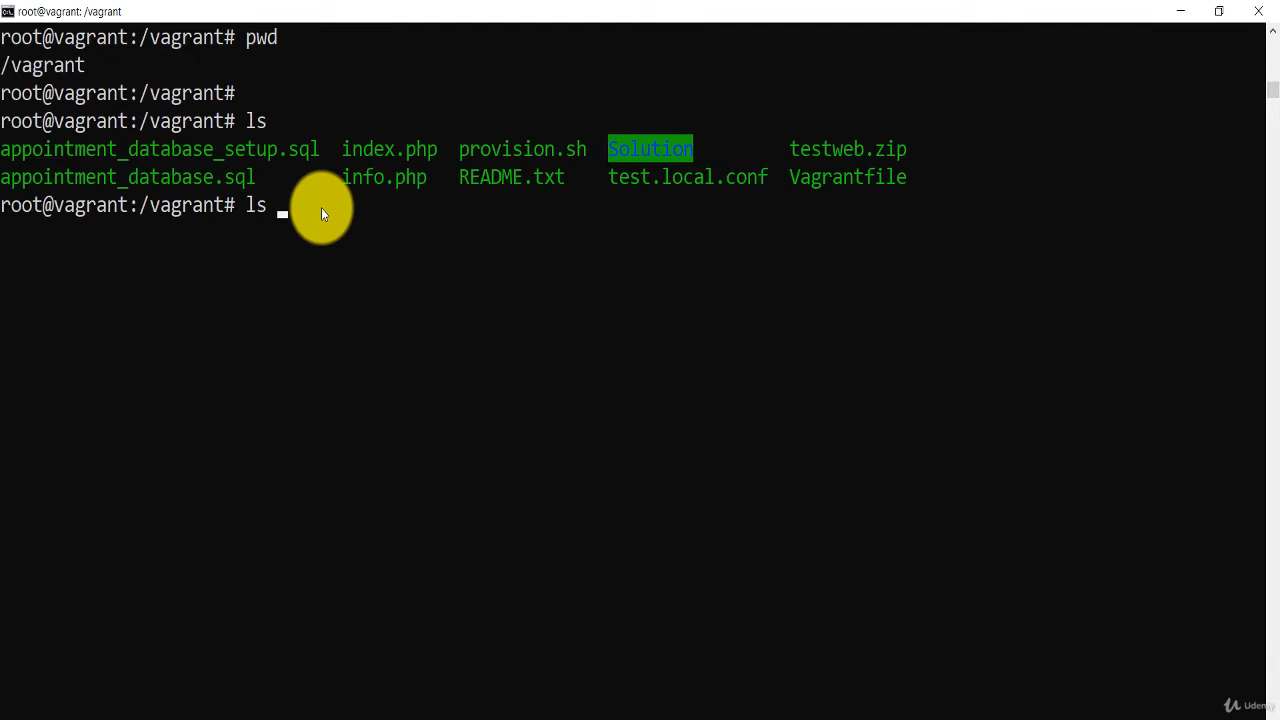 root@vagrant: /vagrant
root@vagrant:/vagrant# pwd
/vagrant
root@vagrant:/vagrant#
root@vagrant:/vagrant# ls
appointment_database_setup.sql index.php provision.sh Solution testweb.zip
appointment_database.sql info.php README.txt test.local.conf Vagrantfile
root@vagrant:/vagrant# ls
Udemy